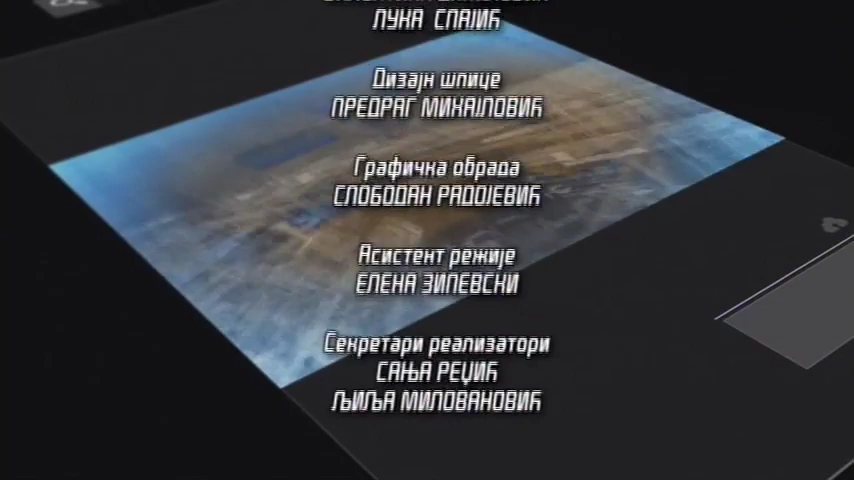 ЛУКА СПАЈИЋ
Дизајн шпице
ПРЕДРАГ МИХАЈЛОВИЋ
Графичка обрада
СЛОБОДАН РАДОЈЕВИЋ
Асистент режије
ЕЛЕНА ЗИЛЕВСКИ
Секретари реализатори
САЊА РЕЏИЋ
ЉИЉА МИЛОВАНОВИЋ